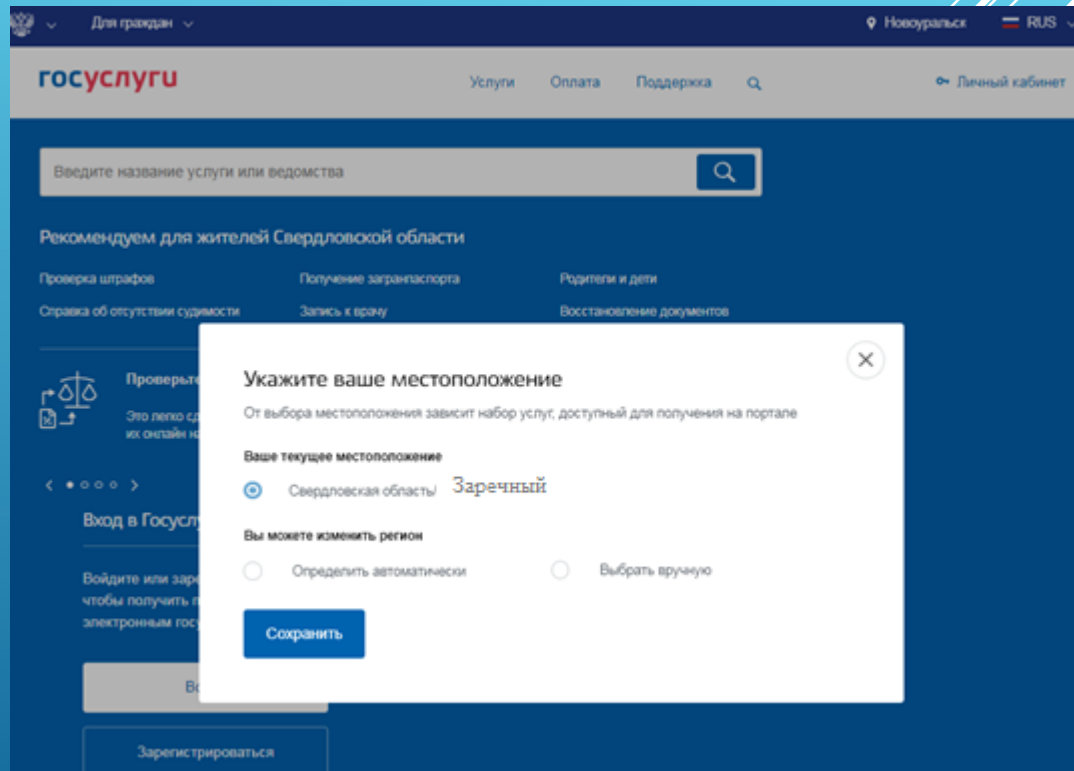 Для граждан Новоуральск RUS
госуслуги Услуги Оплата Поддержка Личный кабинет
Введите название услуги или ведомства
Рекомендуем для жителей Свердловской области
Проверка штрафов Получение загранпаспорта Родители и дети
Справка об отсутствии судимости Запись к врачу Восстановление документов
Проверьте
Это легко сд
их онлайн н
Укажите ваше местоположение
От выбора местоположения зависит набор услуг, доступный для получения на портале
Ваше текущее местоположение
Свердловская область/ Заречный
Вы можете изменить регион
Определить автоматически Выбрать вручную
Сохранить
Вход в Госусл
Войдите или заре
чтобы получить п
электронным гос
Во
Зарегистрироваться